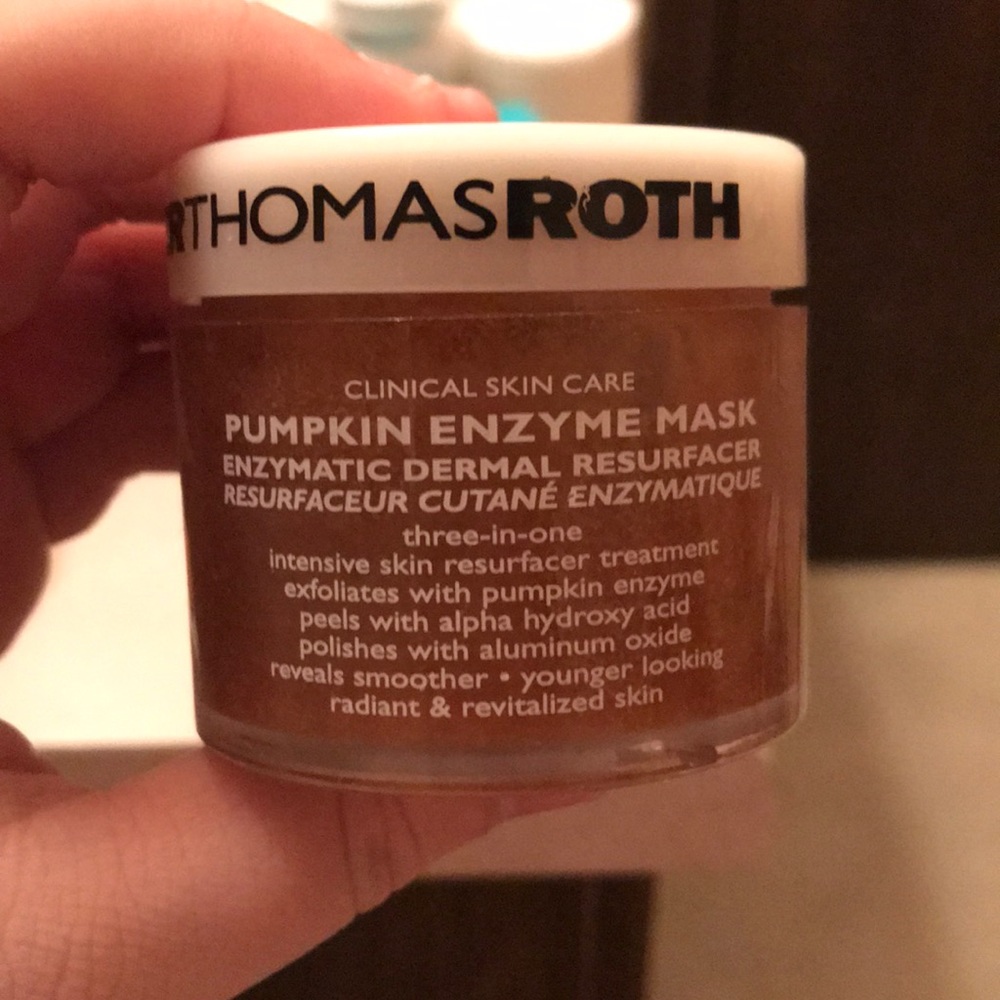 RTHOMASROTH
CLINICAL SKIN CARE
PUMPKIN ENZYME MASK
ENZYMATIC DERMAL RESURFACER
RESURFACEUR CUTANÉ ENZYMATIQUE
three-in-one
intensive skin resurfacer treatment
exfoliates with pumpkin enzyme
peels with alpha hydroxy acid
polishes with aluminum oxide
reveals smoother • younger looking
radiant & revitalized skin